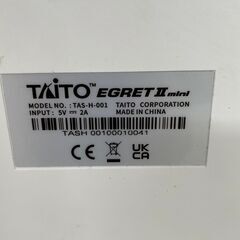 TAITO™ EGRET II mini
MODEL NO. : TAS-H-001 TAITO CORPORATION
INPUT : 5V ⎓ 2A MADE IN CHINA
TASH 00100010041
CE UK CA